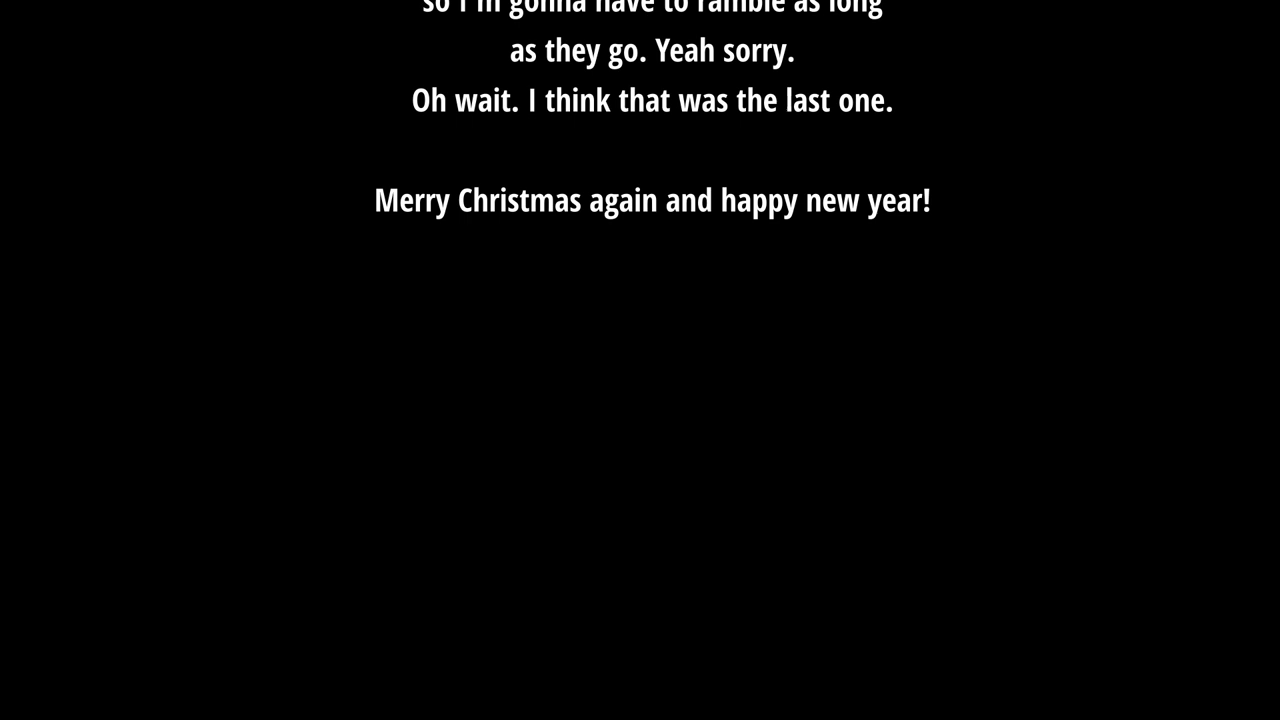 so I'm gonna have to ramble as long
as they go. Yeah sorry.
Oh wait. I think that was the last one.
Merry Christmas again and happy new year!